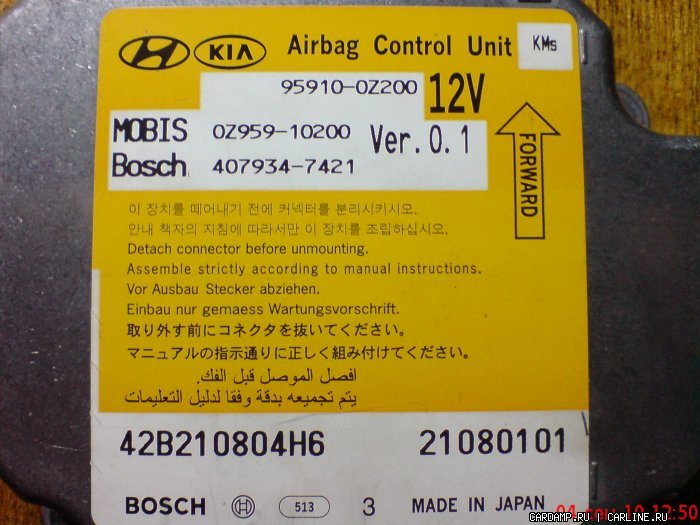 KIA Airbag Control Unit KMs
95910-0Z200 12V
MOBIS 0Z959-10200 Ver.0.1
Bosch 407934-7421
FORWARD
이 장치를 떼어내기 전에 커넥터를 분리시키시오.
안내 책자의 지침에 따라서만 이 장치를 조립하십시오.
Detach connector before unmounting.
Assemble strictly according to manual instructions.
Vor Ausbau Stecker abziehen.
Einbau nur gemaess Wartungsvorschrift.
取り外す前にコネクタを抜いてください。
マニュアルの指示通りに正しく組み付けてください。
افصل الموصل قبل الفك.
يتم تجميعه بدقة وفقا لدليل التعليمات
42B210804H6 21080101
BOSCH 513 3 MADE IN JAPAN
CARDAMP.RU | CARLINE.RU